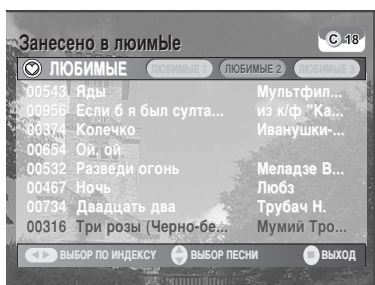 Занесено в люимЫе
C 18
ЛЮБИМЫЕ ЛЮБИМЫЕ 1 ЛЮБИМЫЕ 2 ЛЮБИМЫЕ 3
00543 Яды Мультфил...
00956 Если б я был султа... из к/ф "Ка...
00374 Колечко Иванушки-...
00654 Ой, ой
00532 Разведи огонь Меладзе В...
00467 Ночь Любэ
00734 Двадцать два Трубач Н.
00316 Три розы (Черно-бе... Мумий Тро...
ВЫБОР ПО ИНДЕКСУ ВЫБОР ПЕСНИ ВЫХОД